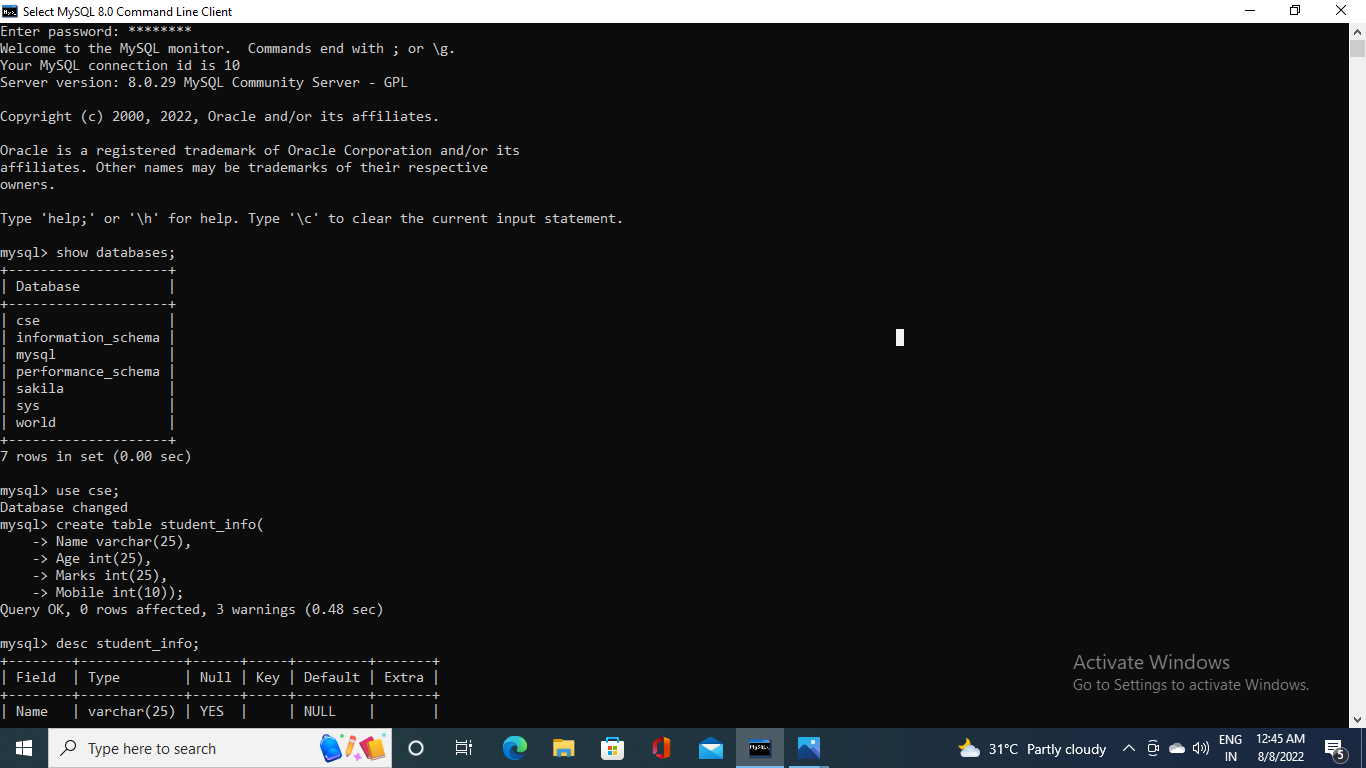 Select MySQL 8.0 Command Line Client
Enter password: ********
Welcome to the MySQL monitor.  Commands end with ; or \g.
Your MySQL connection id is 10
Server version: 8.0.29 MySQL Community Server - GPL

Copyright (c) 2000, 2022, Oracle and/or its affiliates.

Oracle is a registered trademark of Oracle Corporation and/or its
affiliates. Other names may be trademarks of their respective
owners.

Type 'help;' or '\h' for help. Type '\c' to clear the current input statement.

mysql> show databases;
+--------------------+
| Database           |
+--------------------+
| cse                |
| information_schema |
| mysql              |
| performance_schema |
| sakila             |
| sys                |
| world              |
+--------------------+
7 rows in set (0.00 sec)

mysql> use cse;
Database changed
mysql> create table student_info(
    -> Name varchar(25),
    -> Age int(25),
    -> Marks int(25),
    -> Mobile int(10));
Query OK, 0 rows affected, 3 warnings (0.48 sec)

mysql> desc student_info;
+--------+-------------+------+-----+---------+-------+
| Field  | Type        | Null | Key | Default | Extra |
+--------+-------------+------+-----+---------+-------+
| Name   | varchar(25) | YES  |     | NULL    |       |
Activate Windows
Go to Settings to activate Windows.
Type here to search
MySQL
31°C Partly cloudy
ENG
IN
12:45 AM
8/8/2022
5